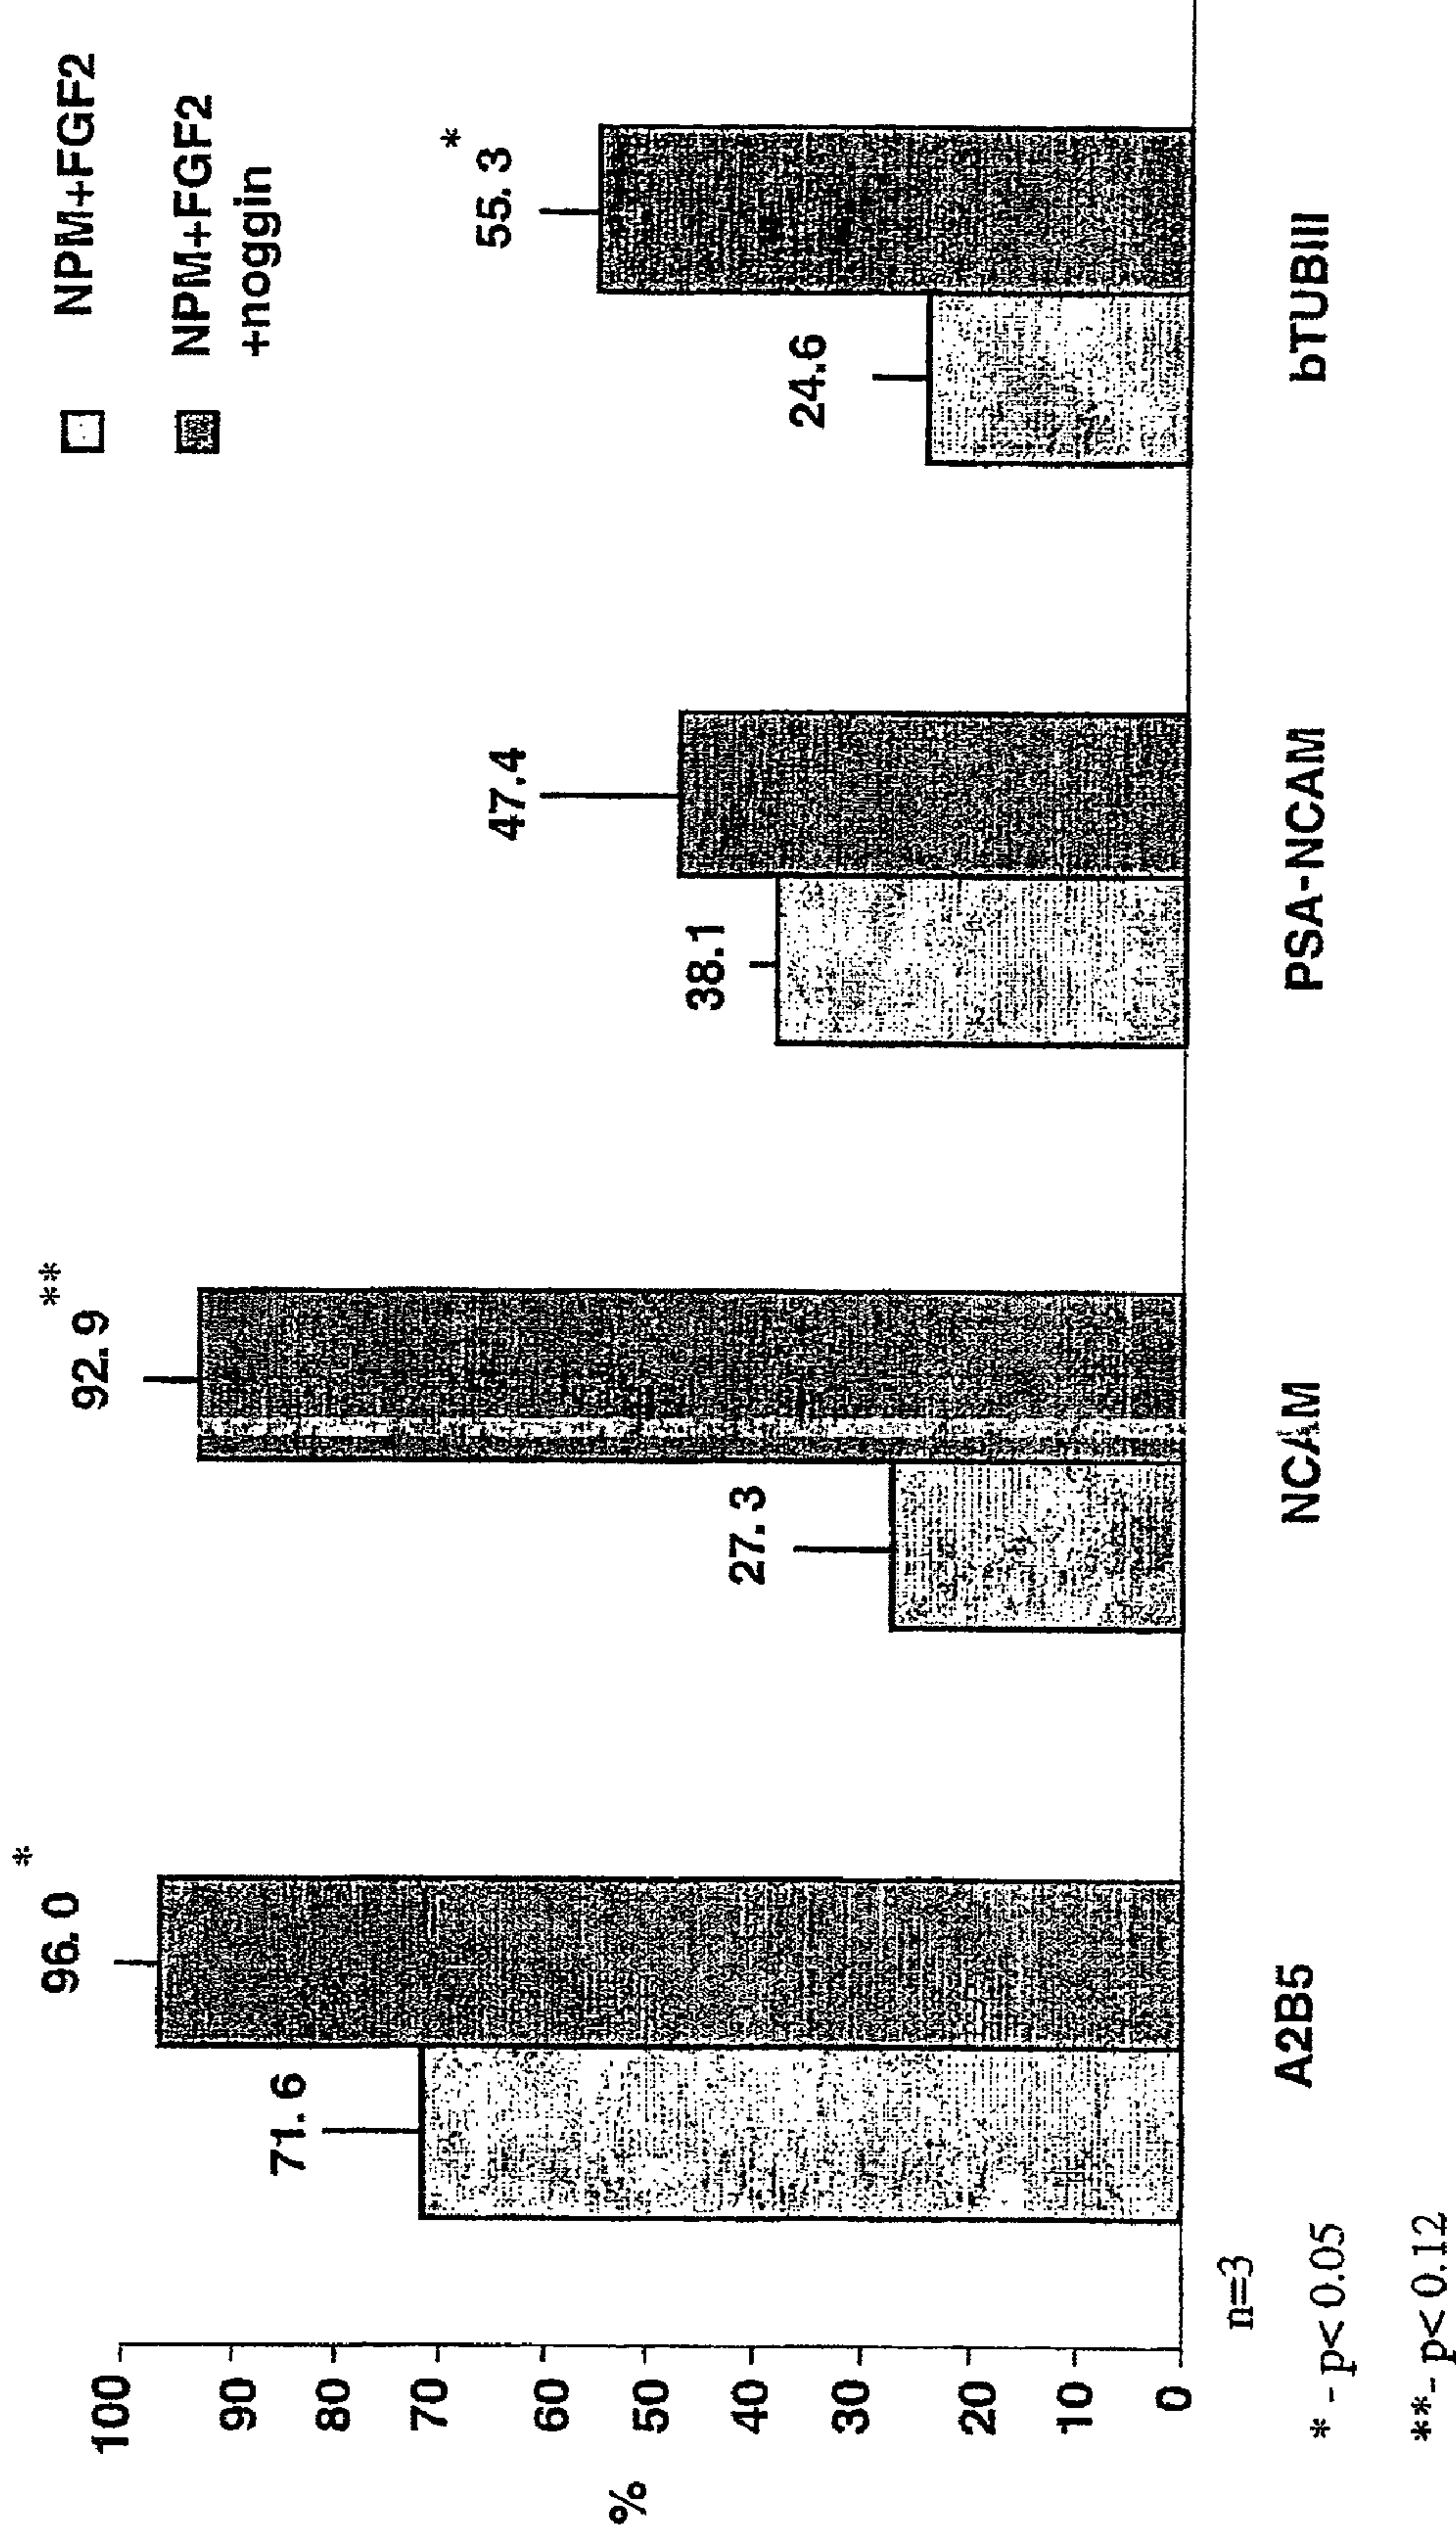 NPM+FGF2
NPM+FGF2
+noggin
%
100
90
80
70
60
50
40
30
20
10
0
71. 6
96. 0
*
27. 3
92. 9
**
38.1
47.4
24.6
55. 3
*
A2B5
NCAM
PSA-NCAM
bTUBIII
n=3
* - p< 0.05
**- p< 0.12